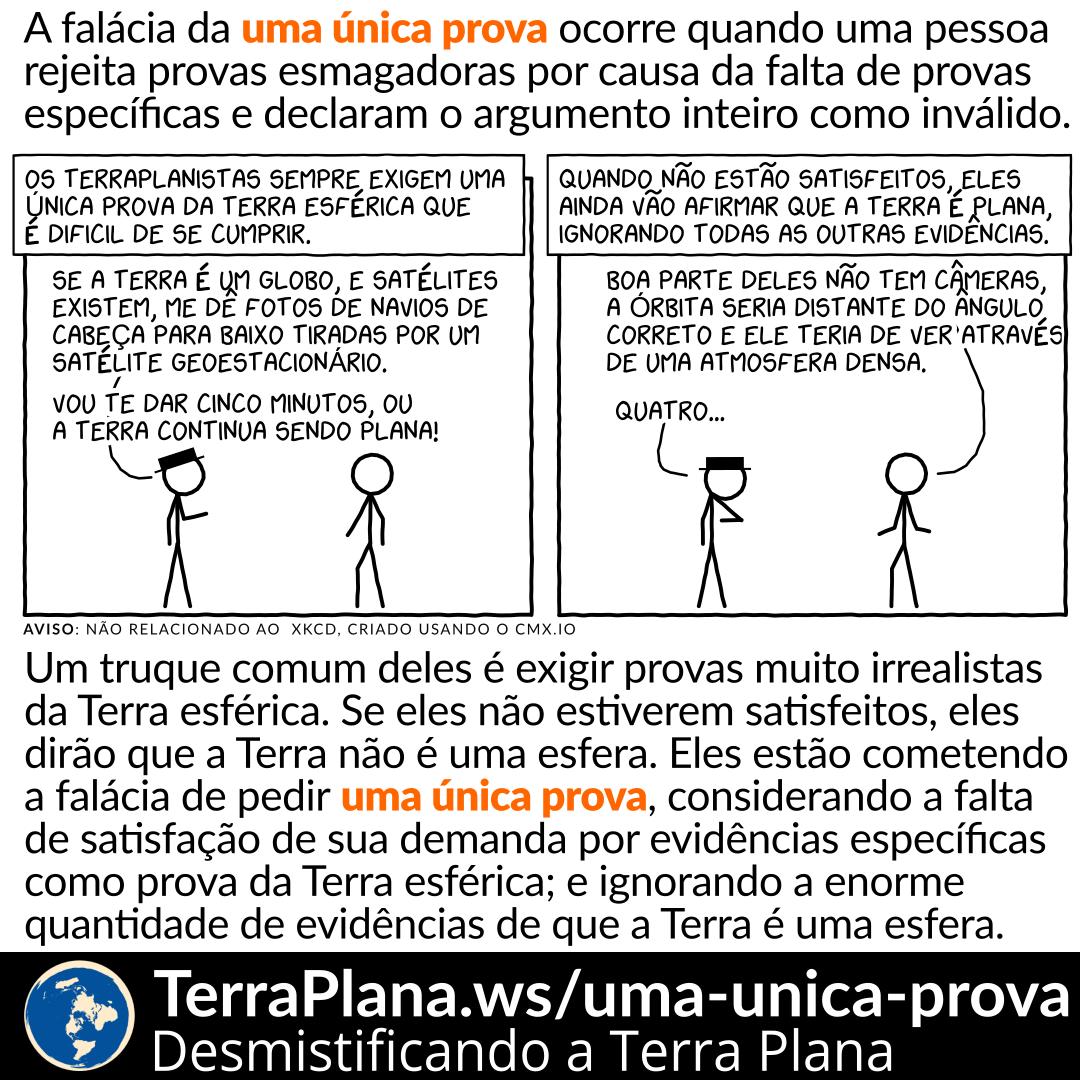 A falácia da uma única prova ocorre quando uma pessoa
rejeita provas esmagadoras por causa da falta de provas
específicas e declaram o argumento inteiro como inválido.
OS TERRAPLANISTAS SEMPRE EXIGEM UMA
ÚNICA PROVA DA TERRA ESFÉRICA QUE
É DIFICIL DE SE CUMPRIR.
SE A TERRA É UM GLOBO, E SATÉLITES
EXISTEM, ME DÊ FOTOS DE NAVIOS DE
CABEÇA PARA BAIXO TIRADAS POR UM
SATÉLITE GEOESTACIONÁRIO.
VOU TE DAR CINCO MINUTOS, OU
A TERRA CONTINUA SENDO PLANA!
QUANDO NÃO ESTÃO SATISFEITOS, ELES
AINDA VÃO AFIRMAR QUE A TERRA É PLANA,
IGNORANDO TODAS AS OUTRAS EVIDÊNCIAS.
BOA PARTE DELES NÃO TEM CÂMERAS,
A ÓRBITA SERIA DISTANTE DO ÂNGULO
CORRETO E ELE TERIA DE VER ATRAVÉS
DE UMA ATMOSFERA DENSA.
QUATRO...
AVISO: NÃO RELACIONADO AO XKCD, CRIADO USANDO O CMX.IO
Um truque comum deles é exigir provas muito irrealistas
da Terra esférica. Se eles não estiverem satisfeitos, eles
dirão que a Terra não é uma esfera. Eles estão cometendo
a falácia de pedir uma única prova, considerando a falta
de satisfação de sua demanda por evidências específicas
como prova da Terra esférica; e ignorando a enorme
quantidade de evidências de que a Terra é uma esfera.
TerraPlana.ws/uma-unica-prova
Desmistificando a Terra Plana